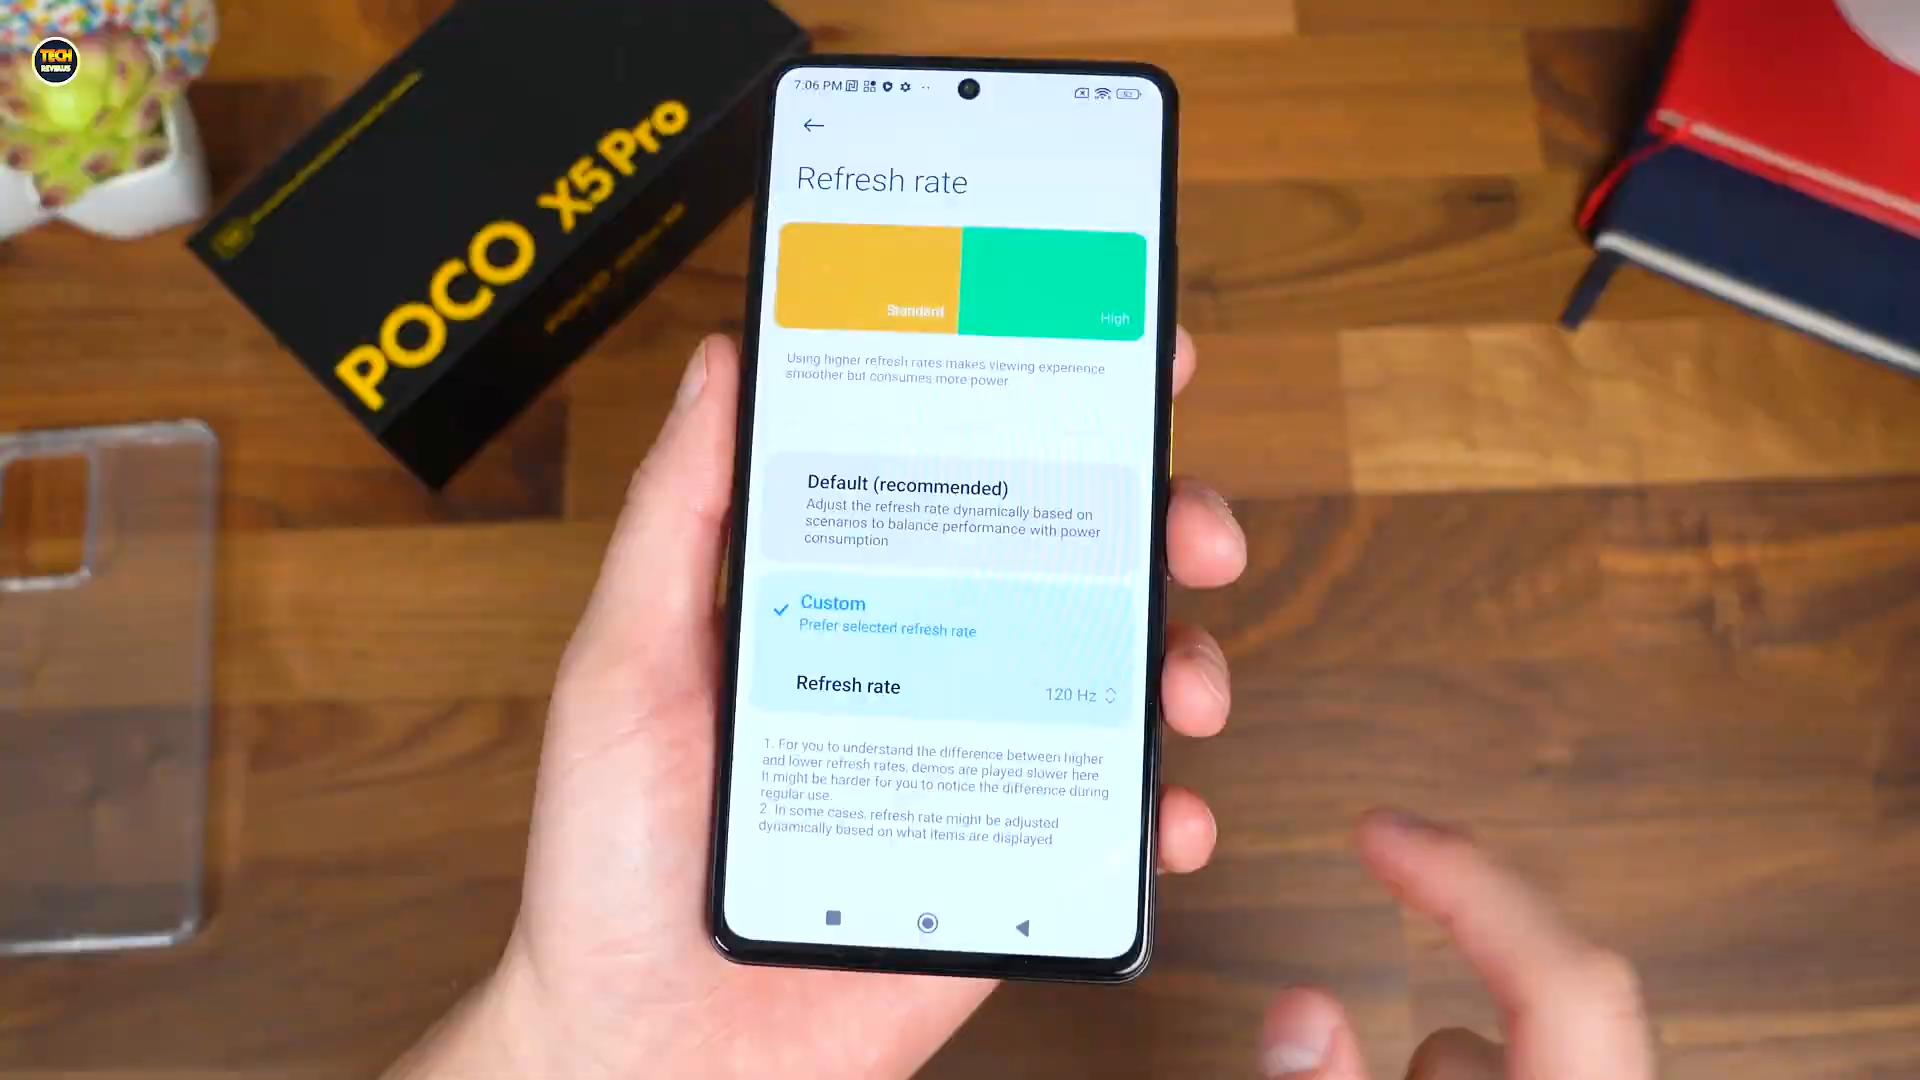 TECH
REVIEWS
POCO X5 Pro
7:06 PM
Refresh rate
Standard
High
Using higher refresh rates makes viewing experience
smoother but consumes more power.
Default (recommended)
Adjust the refresh rate dynamically based on
scenarios to balance performance with power
consumption
Custom
Prefer selected refresh rate
Refresh rate
120 Hz
1. For you to understand the difference between higher
and lower refresh rates, demos are played slower here
It might be harder for you to notice the difference during
regular use.
2 In some cases, refresh rate might be adjusted
dynamically based on what items are displayed